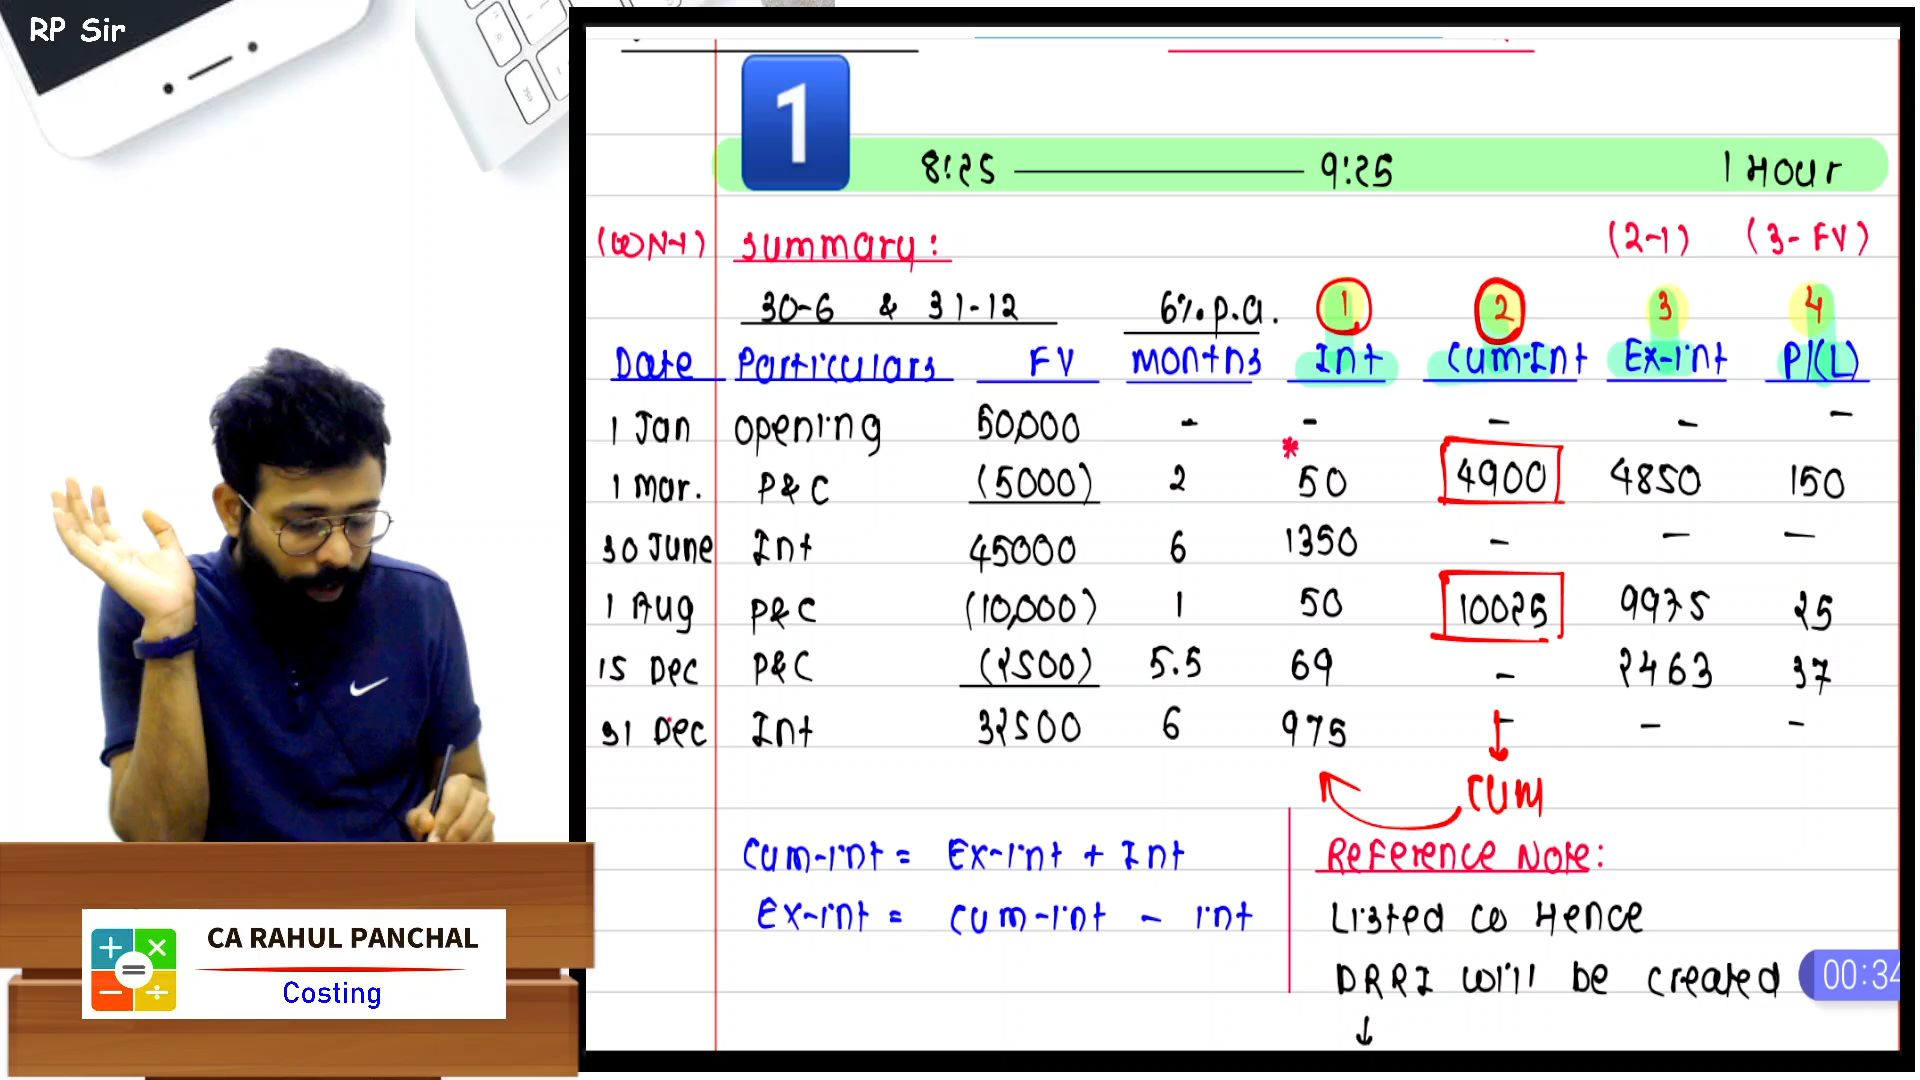 RP Sir
1
8:25 ——— 9:25 1 Hour
(WN-1) Summary: (2-1) (3-FV)
30-6 & 31-12 6% p.a. 1 2 3 4
Date Particulars FV Months Int Cum-Int Ex-int P/(L)
1 Jan opening 50,000 - - - - -
1 Mar. P&C (5000) 2 * 50 4900 4850 150
30 June Int 45000 6 1350 - - -
1 Aug P&C (10,000) 1 50 10025 9975 25
15 Dec P&C (2500) 5.5 69 - 2463 37
31 Dec Int 32500 6 975 - - -
cum
Cum-int = Ex-int + Int
Ex-int = cum-int - int
Reference Note:
Listed co Hence
DRRI will be created
00:34
CA RAHUL PANCHAL
Costing